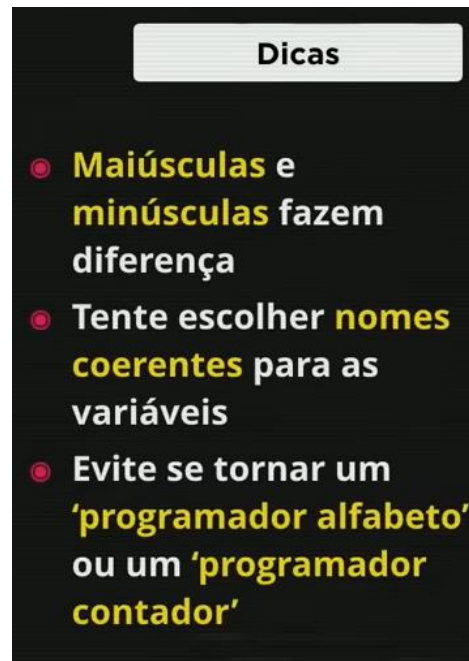 Dicas
Maiúsculas e
minúsculas fazem
diferença
Tente escolher nomes
coerentes para as
variáveis
Evite se tornar um
‘programador alfabeto’
ou um ‘programador
contador’